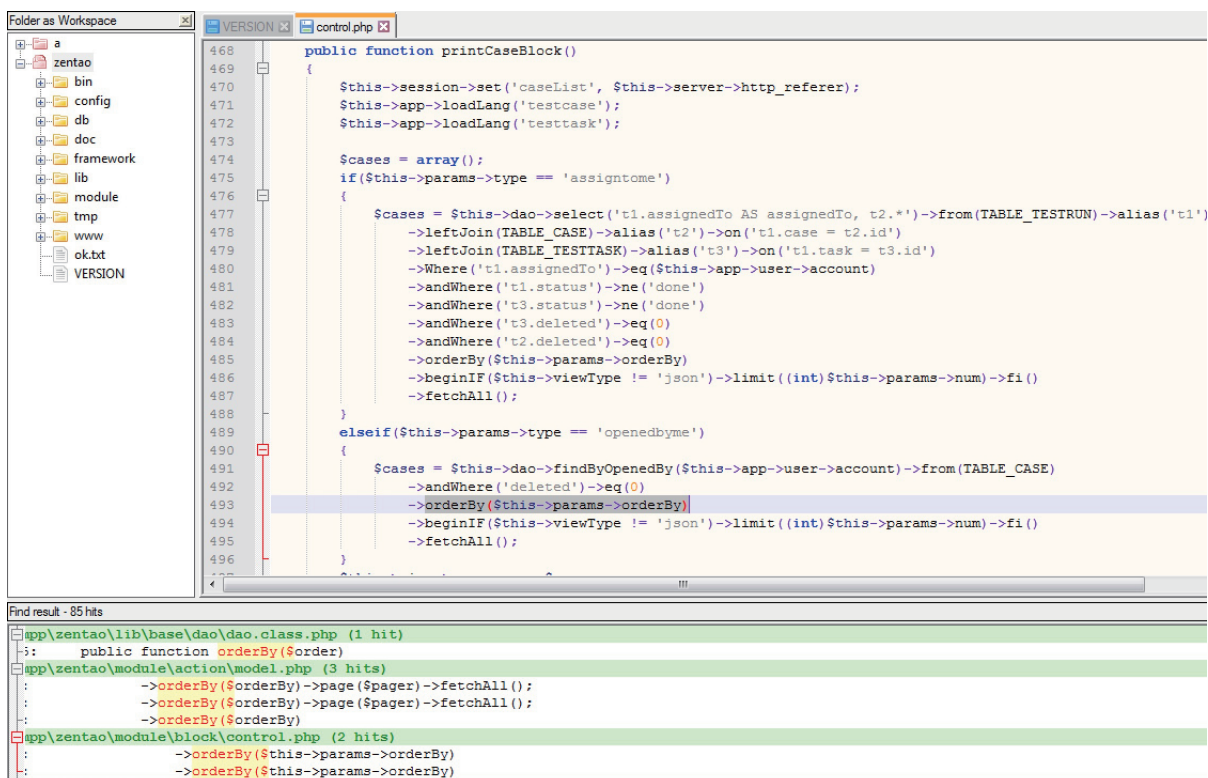 Folder as Workspace
a
zentao
bin
config
db
doc
framework
lib
module
tmp
www
ok.txt
VERSION
VERSION control.php
468 public function printCaseBlock()
469 {
470 $this->session->set('caseList', $this->server->http_referer);
471 $this->app->loadLang('testcase');
472 $this->app->loadLang('testtask');
473
474 $cases = array();
475 if($this->params->type == 'assigntome')
476 {
477 $cases = $this->dao->select('t1.assignedTo AS assignedTo, t2.*')->from(TABLE_TESTRUN)->alias('t1')
478 ->leftJoin(TABLE_CASE)->alias('t2')->on('t1.case = t2.id')
479 ->leftJoin(TABLE_TESTTASK)->alias('t3')->on('t1.task = t3.id')
480 ->Where('t1.assignedTo')->eq($this->app->user->account)
481 ->andWhere('t1.status')->ne('done')
482 ->andWhere('t3.status')->ne('done')
483 ->andWhere('t3.deleted')->eq(0)
484 ->andWhere('t2.deleted')->eq(0)
485 ->orderBy($this->params->orderBy)
486 ->beginIF($this->viewType != 'json')->limit((int)$this->params->num)->fi()
487 ->fetchAll();
488 }
489 elseif($this->params->type == 'openedbyme')
490 {
491 $cases = $this->dao->findByOpenedBy($this->app->user->account)->from(TABLE_CASE)
492 ->andWhere('deleted')->eq(0)
493 ->orderBy($this->params->orderBy)
494 ->beginIF($this->viewType != 'json')->limit((int)$this->params->num)->fi()
495 ->fetchAll();
496 }
Find result - 85 hits
mpp\zentao\lib\base\dao\dao.class.php (1 hit)
5: public function orderBy($order)
mpp\zentao\module\action\model.php (3 hits)
: ->orderBy($orderBy)->page($pager)->fetchAll();
: ->orderBy($orderBy)->page($pager)->fetchAll();
: ->orderBy($orderBy)
mpp\zentao\module\block\control.php (2 hits)
: ->orderBy($this->params->orderBy)
: ->orderBy($this->params->orderBy)